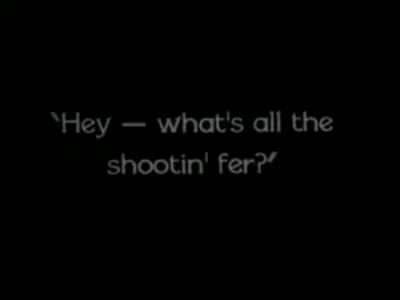 "Hey — what's all the
shootin' fer?"